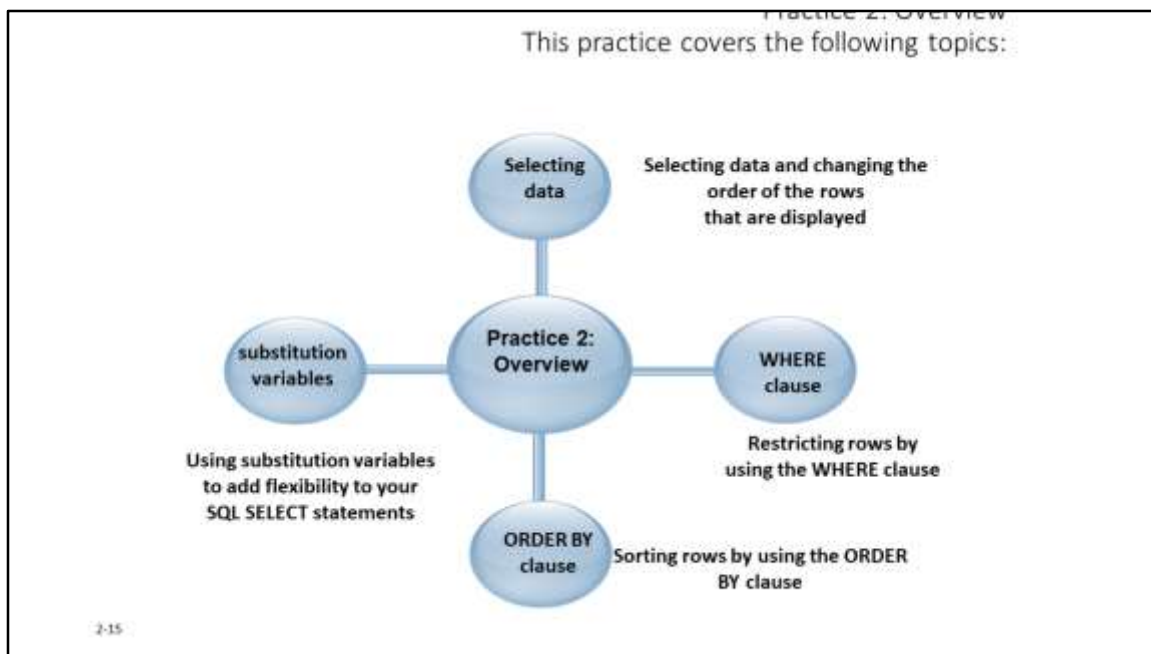 Practice 2: Overview
This practice covers the following topics:
Selecting
data
Selecting data and changing the
order of the rows
that are displayed
substitution
variables
Practice 2:
Overview
WHERE
clause
Restricting rows by
using the WHERE clause
Using substitution variables
to add flexibility to your
SQL SELECT statements
ORDER BY
clause
Sorting rows by using the ORDER
BY clause
2-15